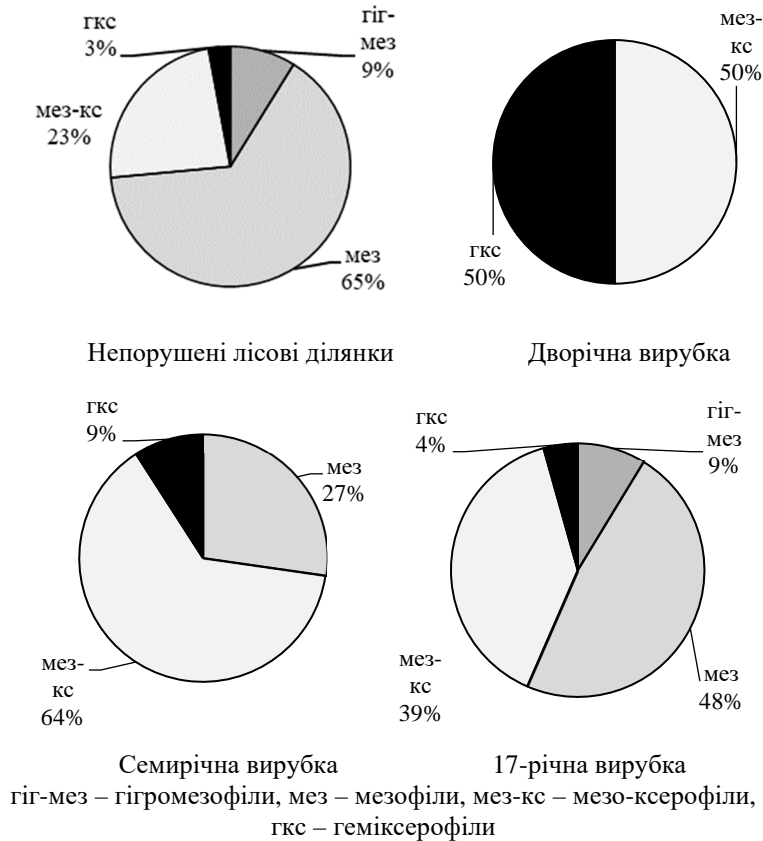 гкс
3%
гіг-
мез
9%
мез-кс
23%
мез
65%
мез-
кс
50%
гкс
50%
Непорушені лісові ділянки
Дворічна вирубка
гкс
9%
мез
27%
мез-
кс
64%
гкс
4%
гіг-
мез
9%
мез-
кс
39%
мез
48%
Семирічна вирубка
17-річна вирубка
гіг-мез – гігромезофіли, мез – мезофіли, мез-кс – мезо-ксерофіли,
гкс – геміксерофіли